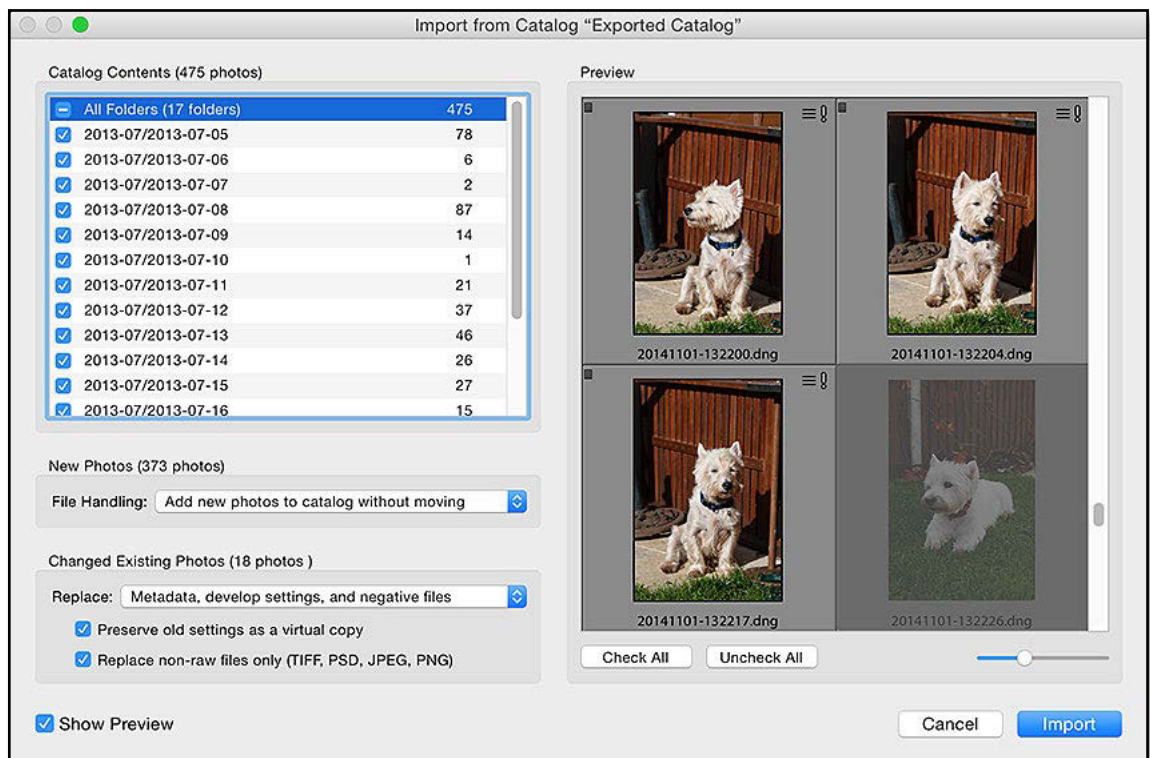 Import from Catalog “Exported Catalog”
Catalog Contents (475 photos)
All Folders (17 folders) 475
2013-07/2013-07-05 78
2013-07/2013-07-06 6
2013-07/2013-07-07 2
2013-07/2013-07-08 87
2013-07/2013-07-09 14
2013-07/2013-07-10 1
2013-07/2013-07-11 21
2013-07/2013-07-12 37
2013-07/2013-07-13 46
2013-07/2013-07-14 26
2013-07/2013-07-15 27
2013-07/2013-07-16 15
New Photos (373 photos)
File Handling: Add new photos to catalog without moving
Changed Existing Photos (18 photos )
Replace: Metadata, develop settings, and negative files
Preserve old settings as a virtual copy
Replace non-raw files only (TIFF, PSD, JPEG, PNG)
Show Preview
Preview
20141101-132200.dng 20141101-132204.dng
20141101-132217.dng 20141101-132226.dng
Check All Uncheck All
Cancel Import